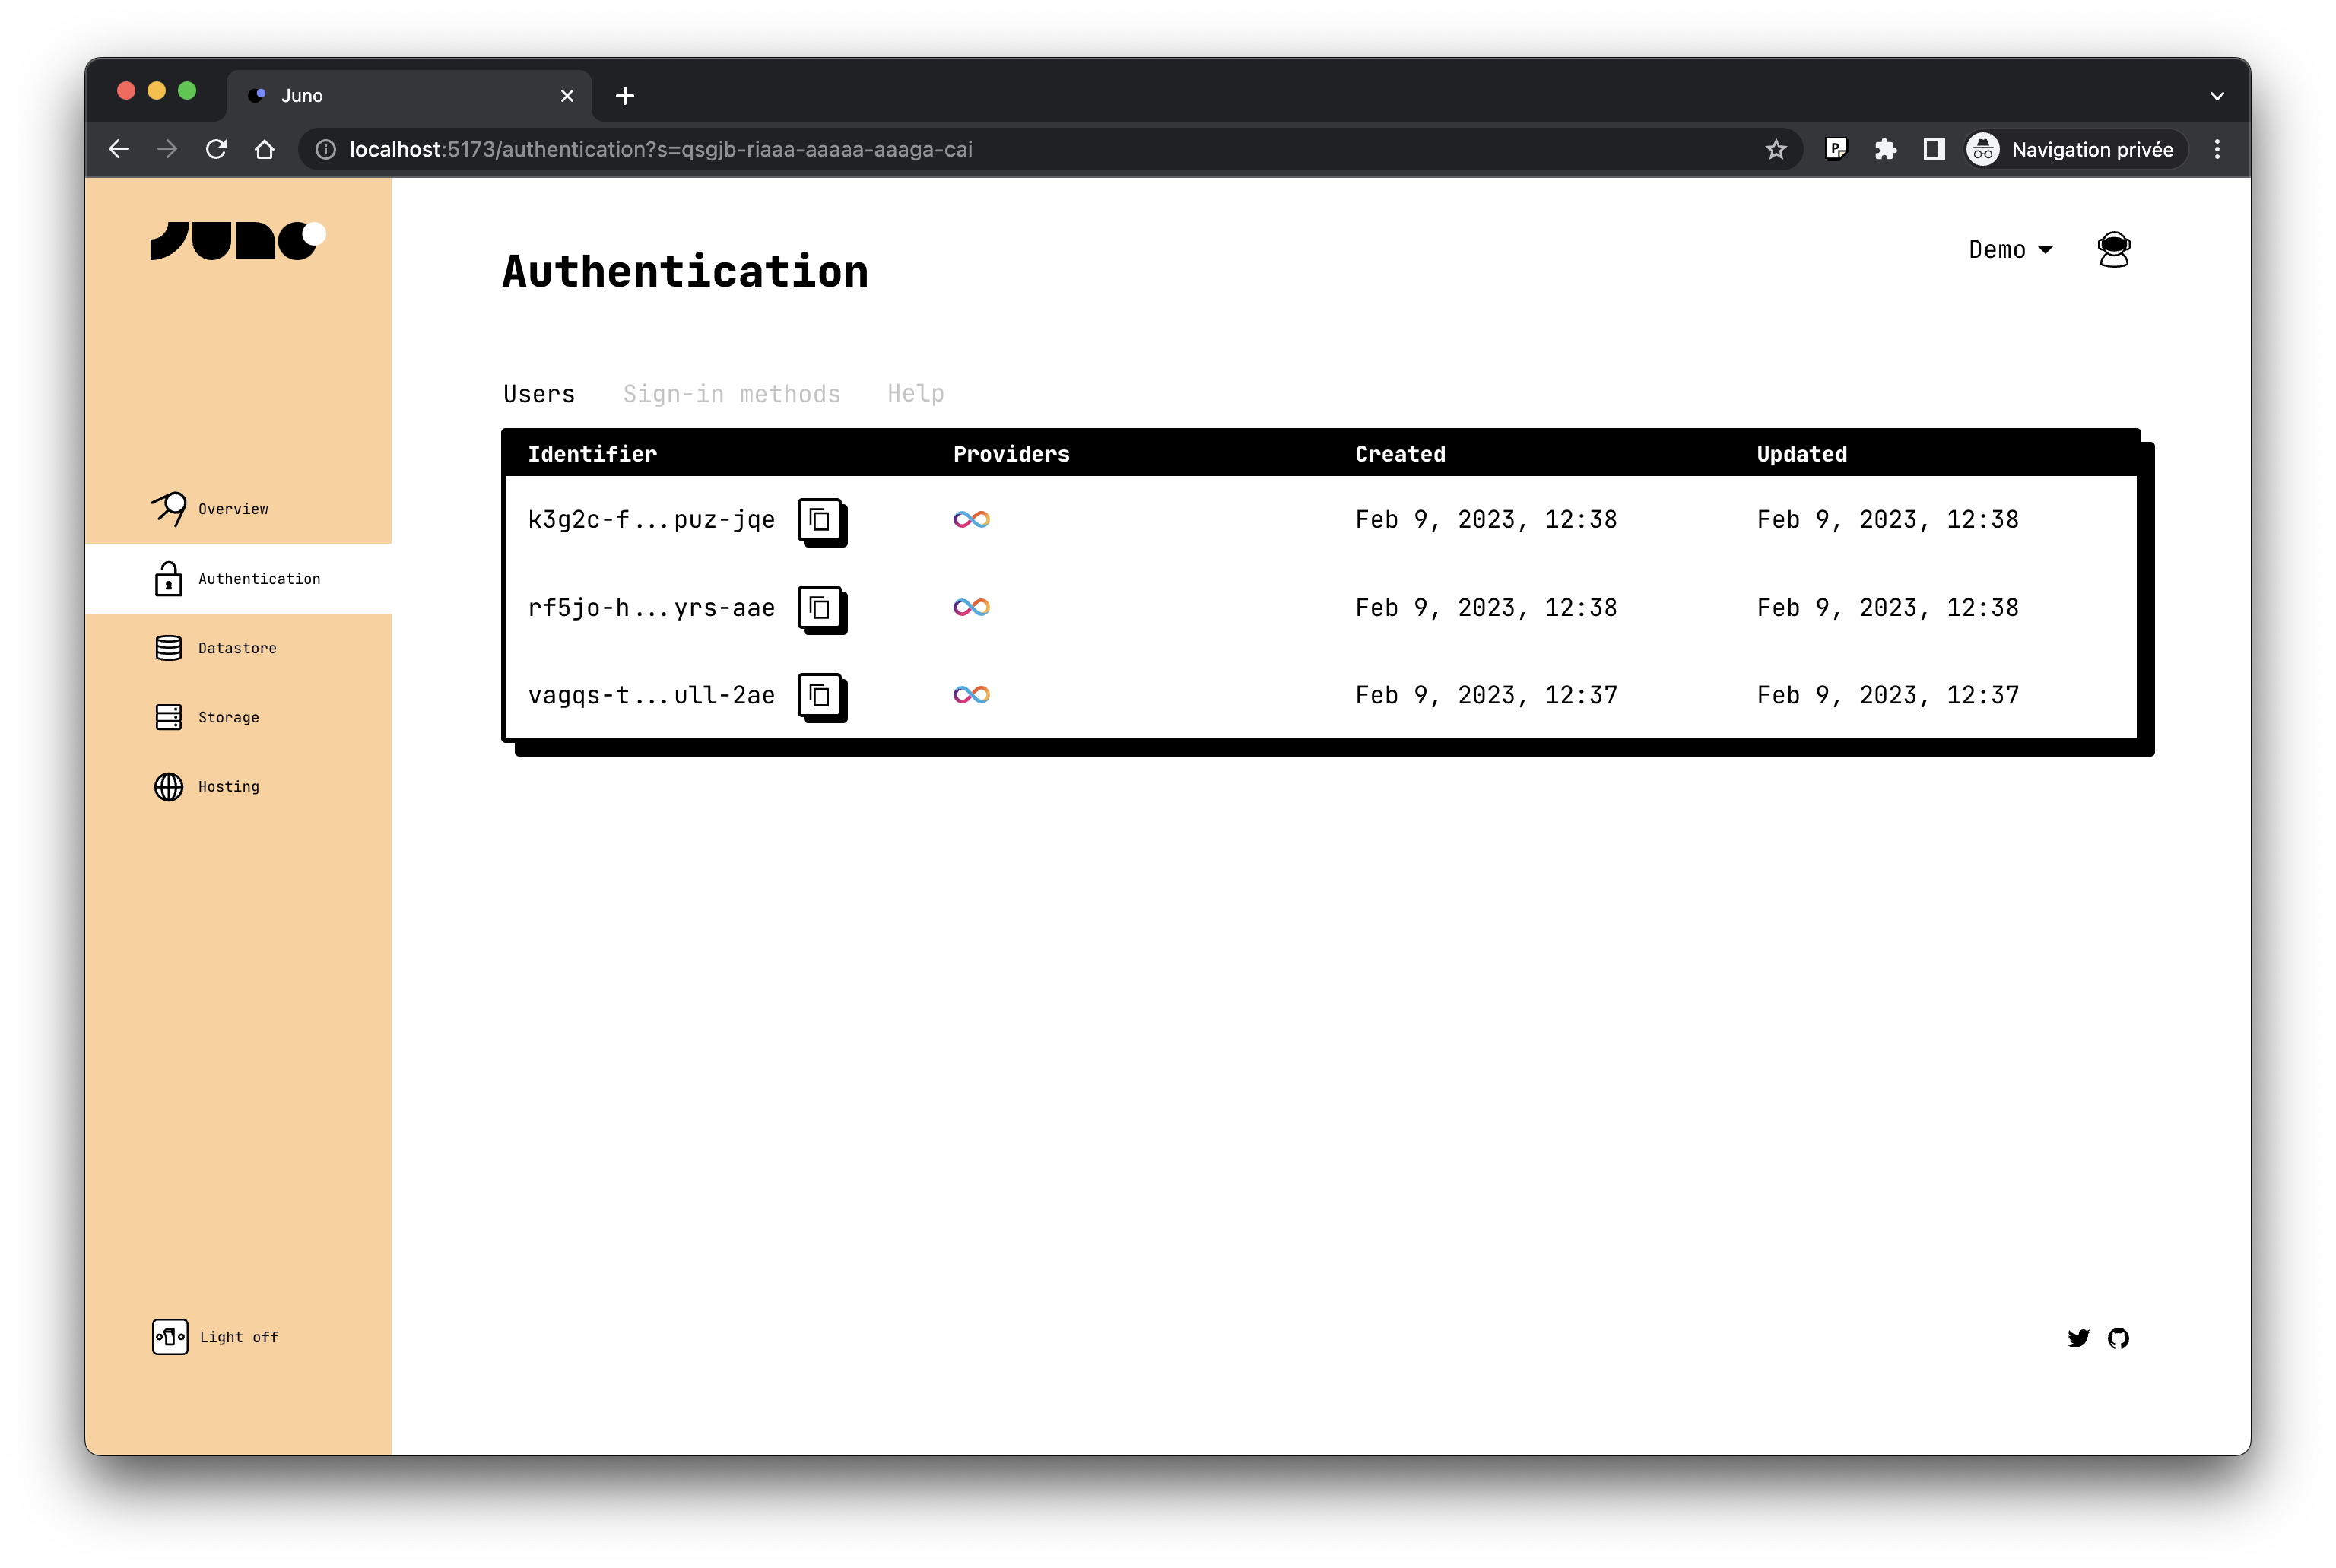 Juno
localhost:5173/authentication?s=qsgjb-riaaa-aaaaa-aaaga-cai
Navigation privée
JUNO
Authentication
Demo
Users Sign-in methods Help
Identifier Providers Created Updated
k3g2c-f...puz-jqe Feb 9, 2023, 12:38 Feb 9, 2023, 12:38
rf5jo-h...yrs-aae Feb 9, 2023, 12:38 Feb 9, 2023, 12:38
vagqs-t...ull-2ae Feb 9, 2023, 12:37 Feb 9, 2023, 12:37
Overview
Authentication
Datastore
Storage
Hosting
Light off